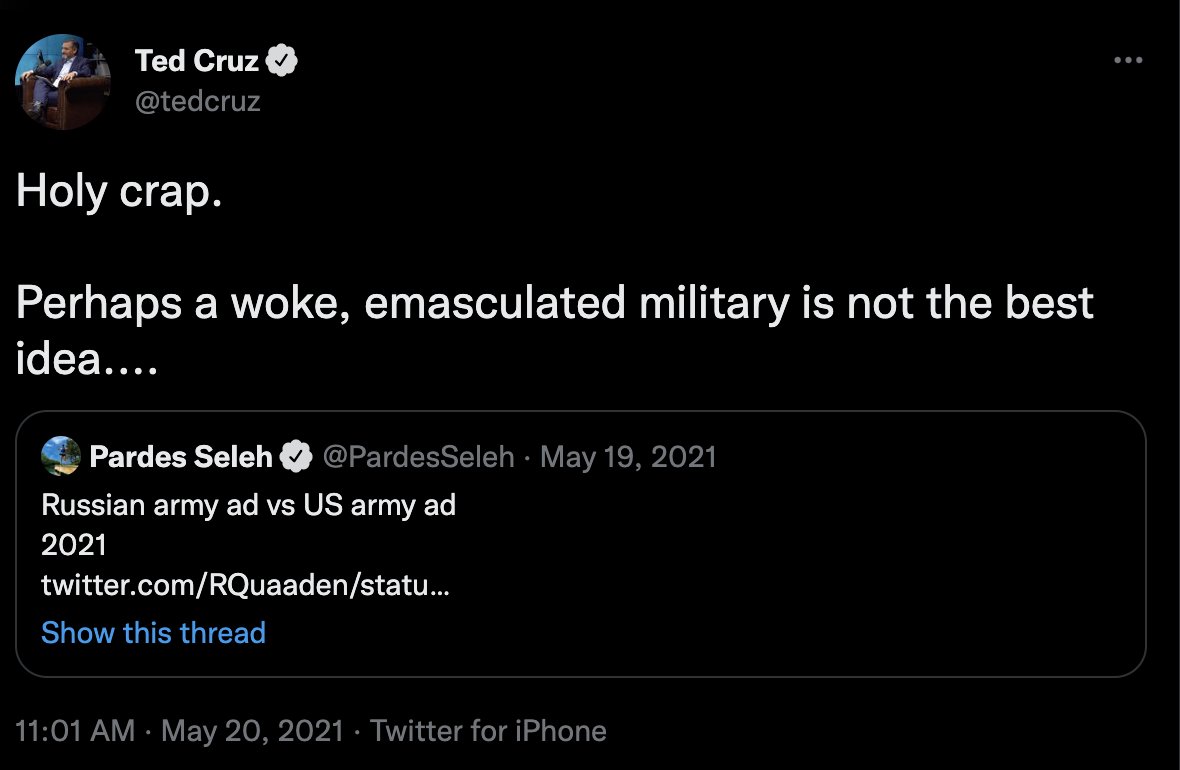 Ted Cruz
@tedcruz
Holy crap.
Perhaps a woke, emasculated military is not the best
idea....
Pardes Seleh @PardesSeleh · May 19, 2021
Russian army ad vs US army ad
2021
twitter.com/RQuaaden/statu...
Show this thread
11:01 AM · May 20, 2021 · Twitter for iPhone